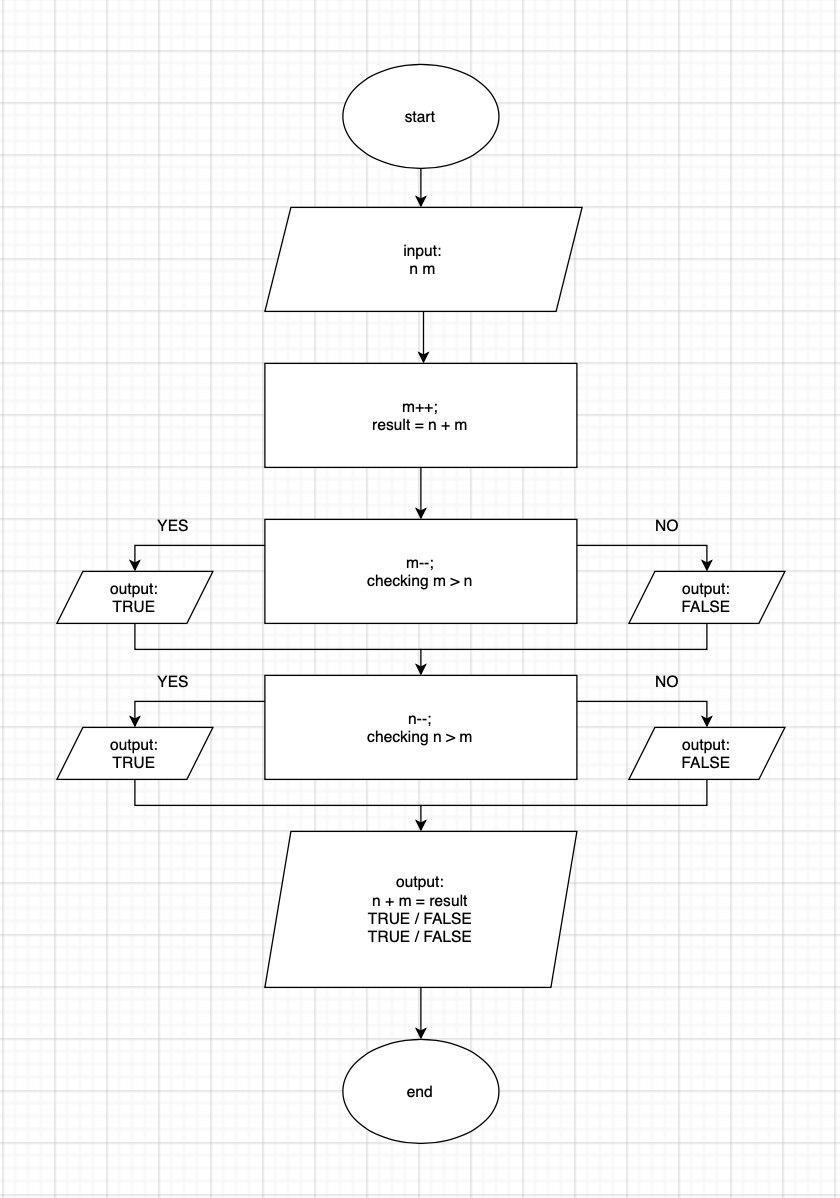 start
input:
n m
m++;
result = n + m
YES
NO
m--;
checking m > n
output:
TRUE
output:
FALSE
YES
NO
n--;
checking n > m
output:
TRUE
output:
FALSE
output:
n + m = result
TRUE / FALSE
TRUE / FALSE
end